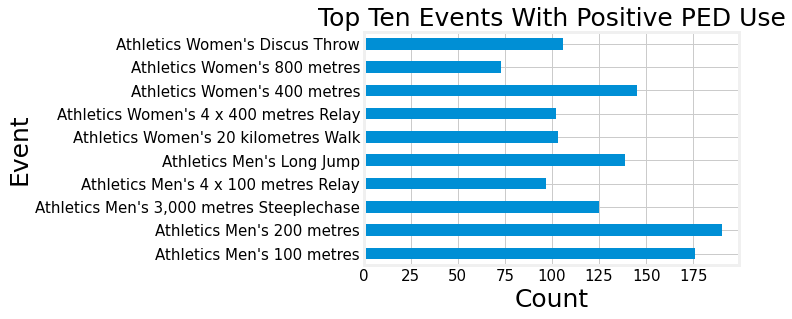 Top Ten Events With Positive PED Use
Athletics Women's Discus Throw
Athletics Women's 800 metres
Athletics Women's 400 metres
Athletics Women's 4 x 400 metres Relay
Athletics Women's 20 kilometres Walk
Athletics Men's Long Jump
Athletics Men's 4 x 100 metres Relay
Athletics Men's 3,000 metres Steeplechase
Athletics Men's 200 metres
Athletics Men's 100 metres
Event
0 25 50 75 100 125 150 175
Count